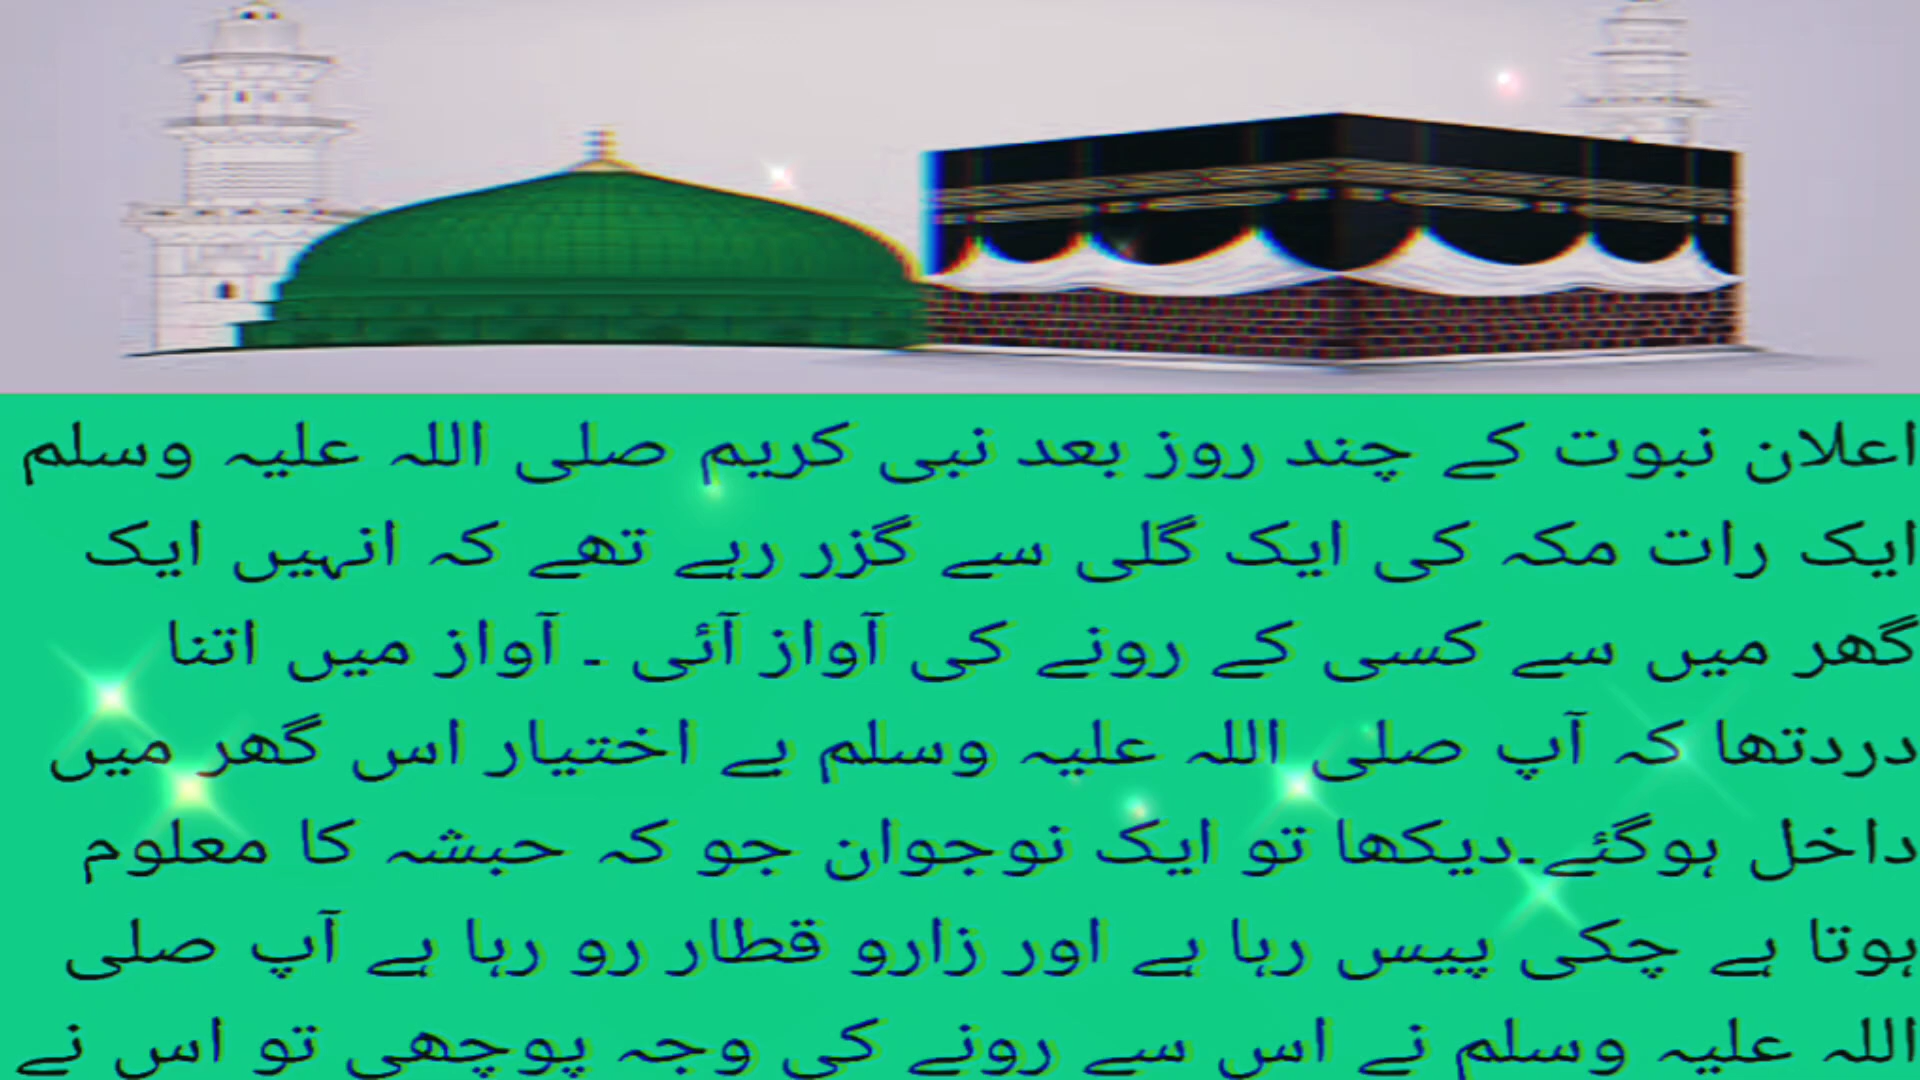 اعلان نبوت کے چند روز بعد نبی کریم صلی اللہ علیہ وسلم
ایک رات مکہ کی ایک گلی سے گزر رہے تھے کہ انہیں ایک
گھر میں سے کسی کے رونے کی آواز آئی ۔ آواز میں اتنا
دردتھا کہ آپ صلی اللہ علیہ وسلم بے اختیار اس گھر میں
داخل ہوگئے۔دیکھا تو ایک نوجوان جو کہ حبشہ کا معلوم
ہوتا ہے چکی پیس رہا ہے اور زارو قطار رو رہا ہے آپ صلی
اللہ علیہ وسلم نے اس سے رونے کی وجہ پوچھی تو اس نے